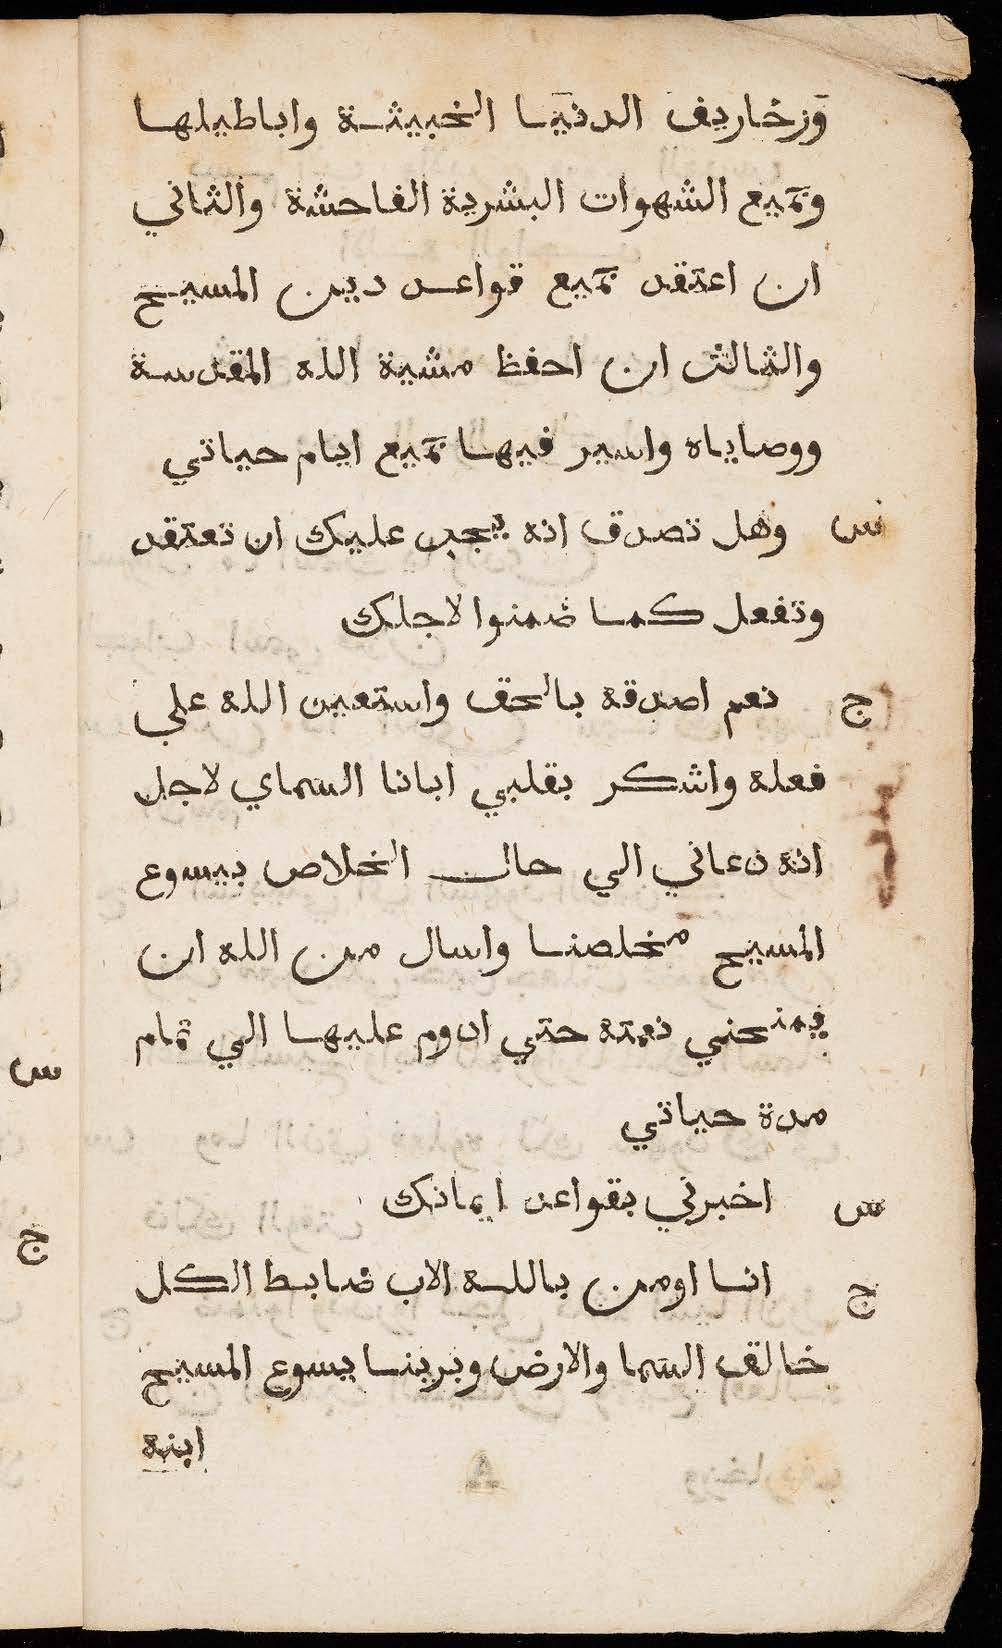 وزخاريف الدنيا الخبيثة واباطيلها
وجميع الشهوات البشرية الفاحشة والثاني
ان اعتقد جميع قواعد دين المسيح
والثالث ان احفظ مشية الله المقدسة
ووصاياه واسير فيها جميع ايام حياتي
س وهل تصدق انه يجب عليك ان تعتقد
وتفعل كما ضمنوا لاجلك
ج نعم اصدقه بالحق واستعين الله علي
فعله واشكر بقلبي ابانا السماي لاجل
انه دعاني الي حال الخلاص بيسوع
المسيح مخلصنا واسال من الله ان
يمنحني نعمته حتي ادوم عليها الي تمام
مدة حياتي
س اخبرني بقواعد ايمانك
ج انا اومن بالله الاب ضابط الكل
خالق السما والارض وبربنا يسوع المسيح
ابنه
س
ج